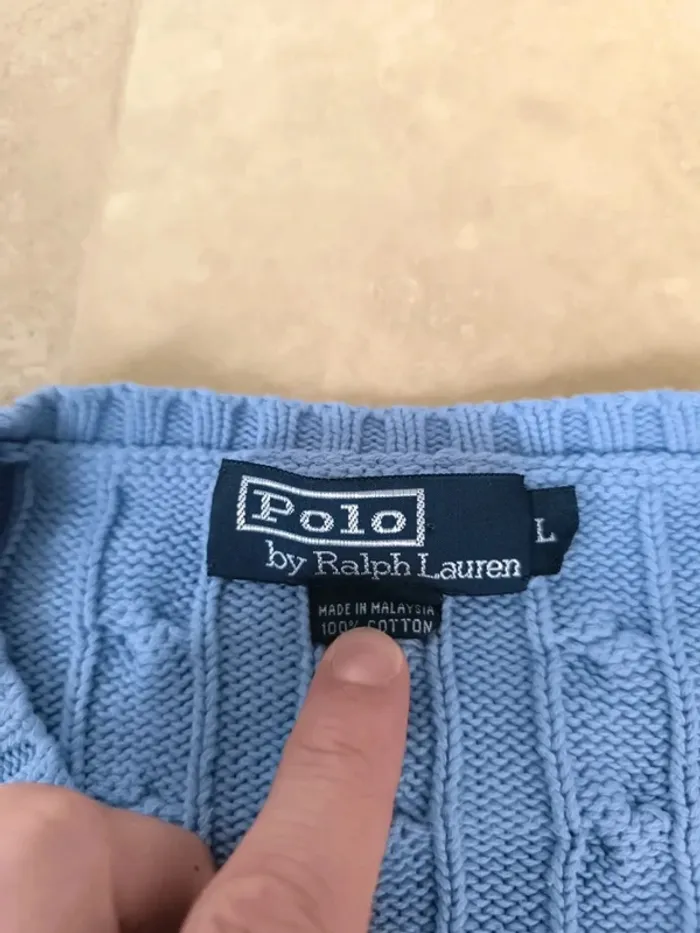 Polo
by Ralph Lauren
L
MADE IN MALAYSIA
100% COTTON